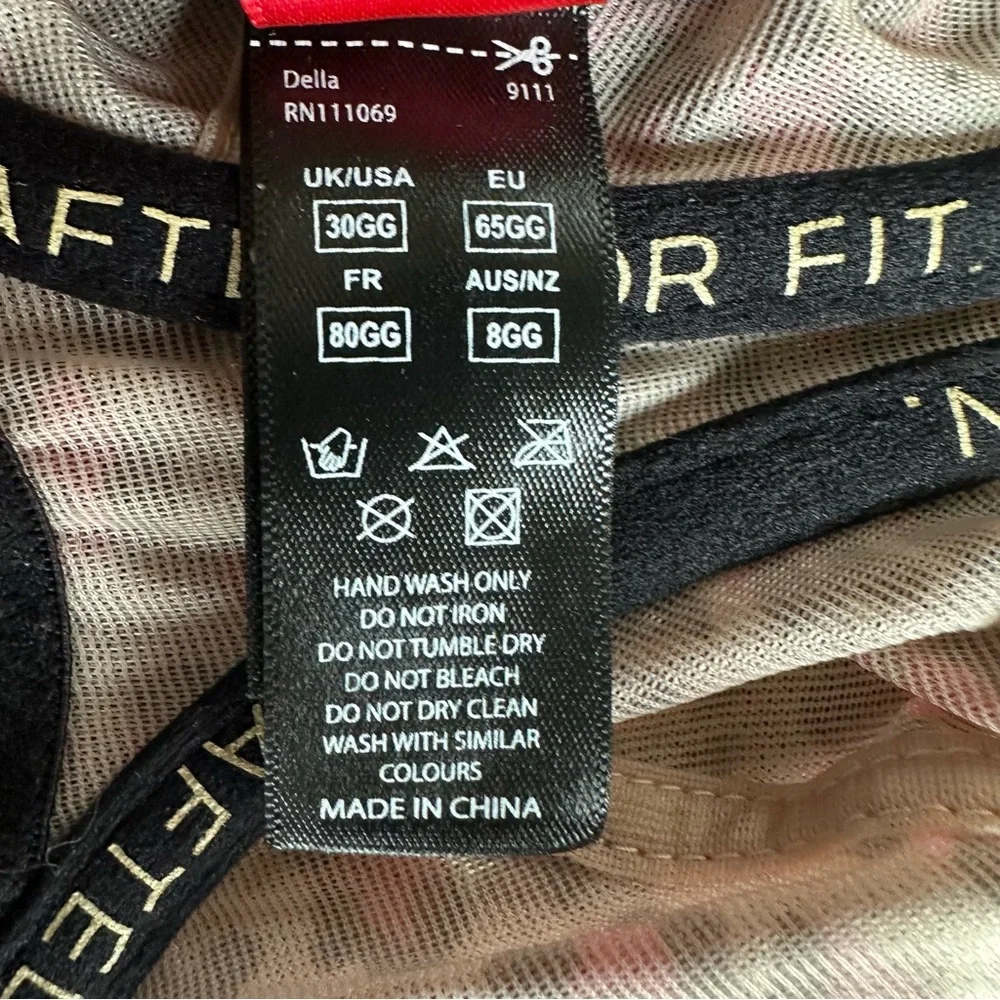 Della
9111
RN111069
UK/USA EU
30GG 65GG
FR AUS/NZ
80GG 8GG
HAND WASH ONLY
DO NOT IRON
DO NOT TUMBLE DRY
DO NOT BLEACH
DO NOT DRY CLEAN
WASH WITH SIMILAR
COLOURS
MADE IN CHINA
FIT.